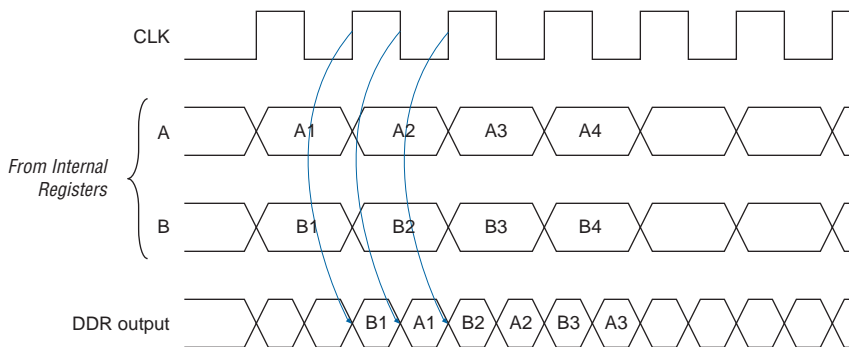 CLK
A
A1 A2 A3 A4
From Internal
Registers
B
B1 B2 B3 B4
DDR output
B1 A1 B2 A2 B3 A3